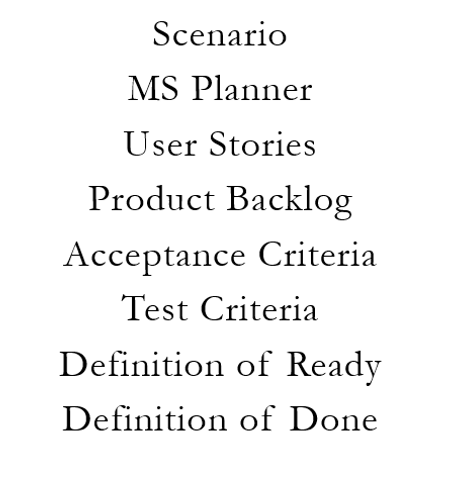 Scenario
MS Planner
User Stories
Product Backlog
Acceptance Criteria
Test Criteria
Definition of Ready
Definition of Done